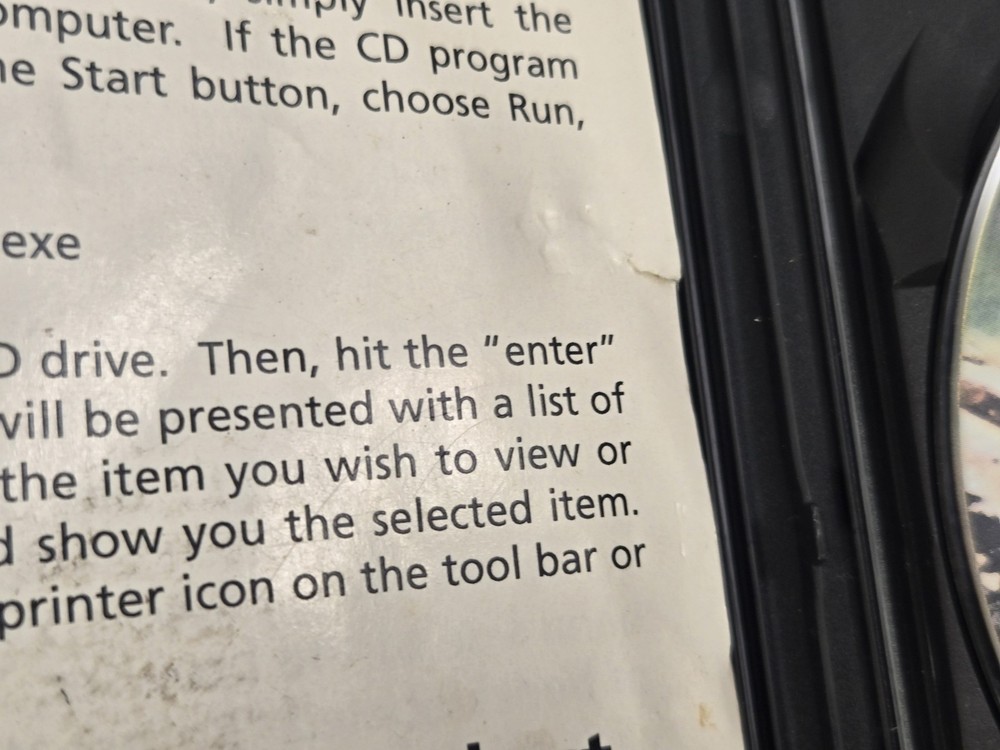 insert the
computer. If the CD program
Start button, choose Run,
exe
drive. Then, hit the "enter"
will be presented with a list of
the item you wish to view or
show you the selected item.
printer icon on the tool bar or